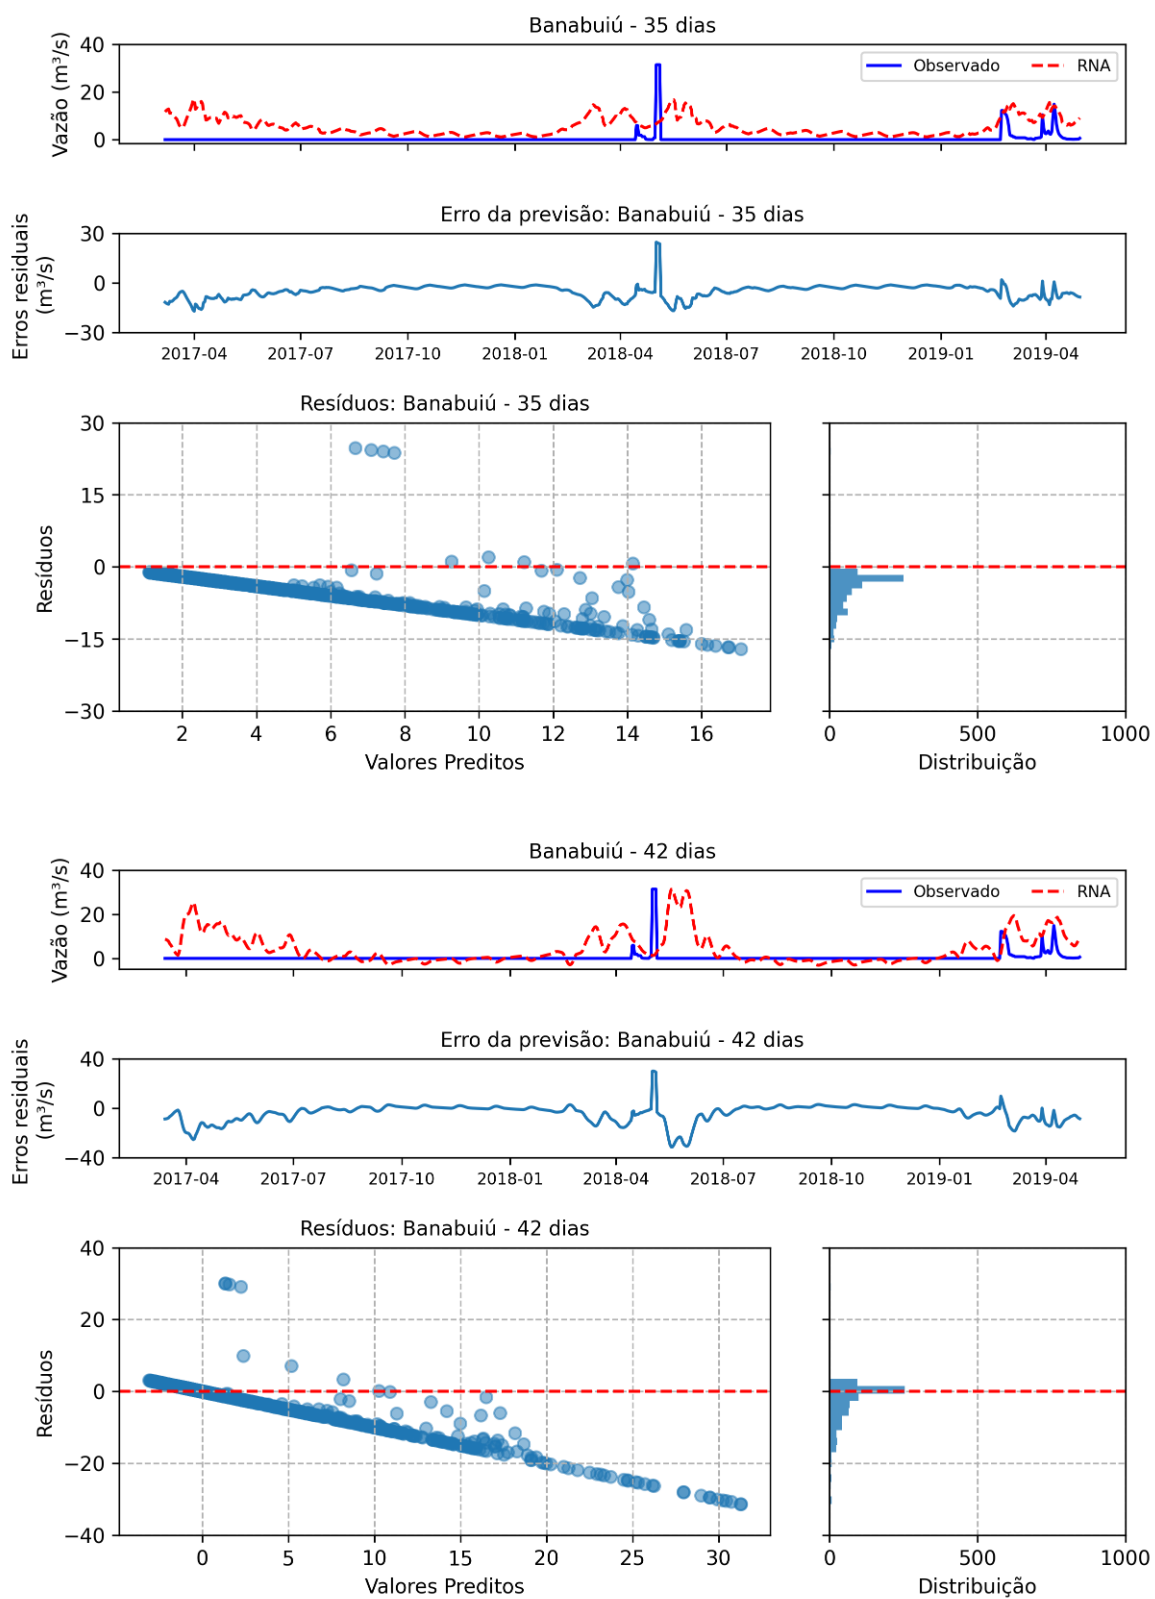 Banabuiú - 35 dias
Vazão (m³/s)
40
20
0
Observado
RNA
Erro da previsão: Banabuiú - 35 dias
Erros residuais
(m³/s)
30
0
−30
2017-04 2017-07 2017-10 2018-01 2018-04 2018-07 2018-10 2019-01 2019-04
Resíduos: Banabuiú - 35 dias
Resíduos
30
15
0
−15
−30
2 4 6 8 10 12 14 16
Valores Preditos
0 500 1000
Distribuição
Banabuiú - 42 dias
Vazão (m³/s)
40
20
0
Observado
RNA
Erro da previsão: Banabuiú - 42 dias
Erros residuais
(m³/s)
40
0
−40
2017-04 2017-07 2017-10 2018-01 2018-04 2018-07 2018-10 2019-01 2019-04
Resíduos: Banabuiú - 42 dias
Resíduos
40
20
0
−20
−40
0 5 10 15 20 25 30
Valores Preditos
0 500 1000
Distribuição